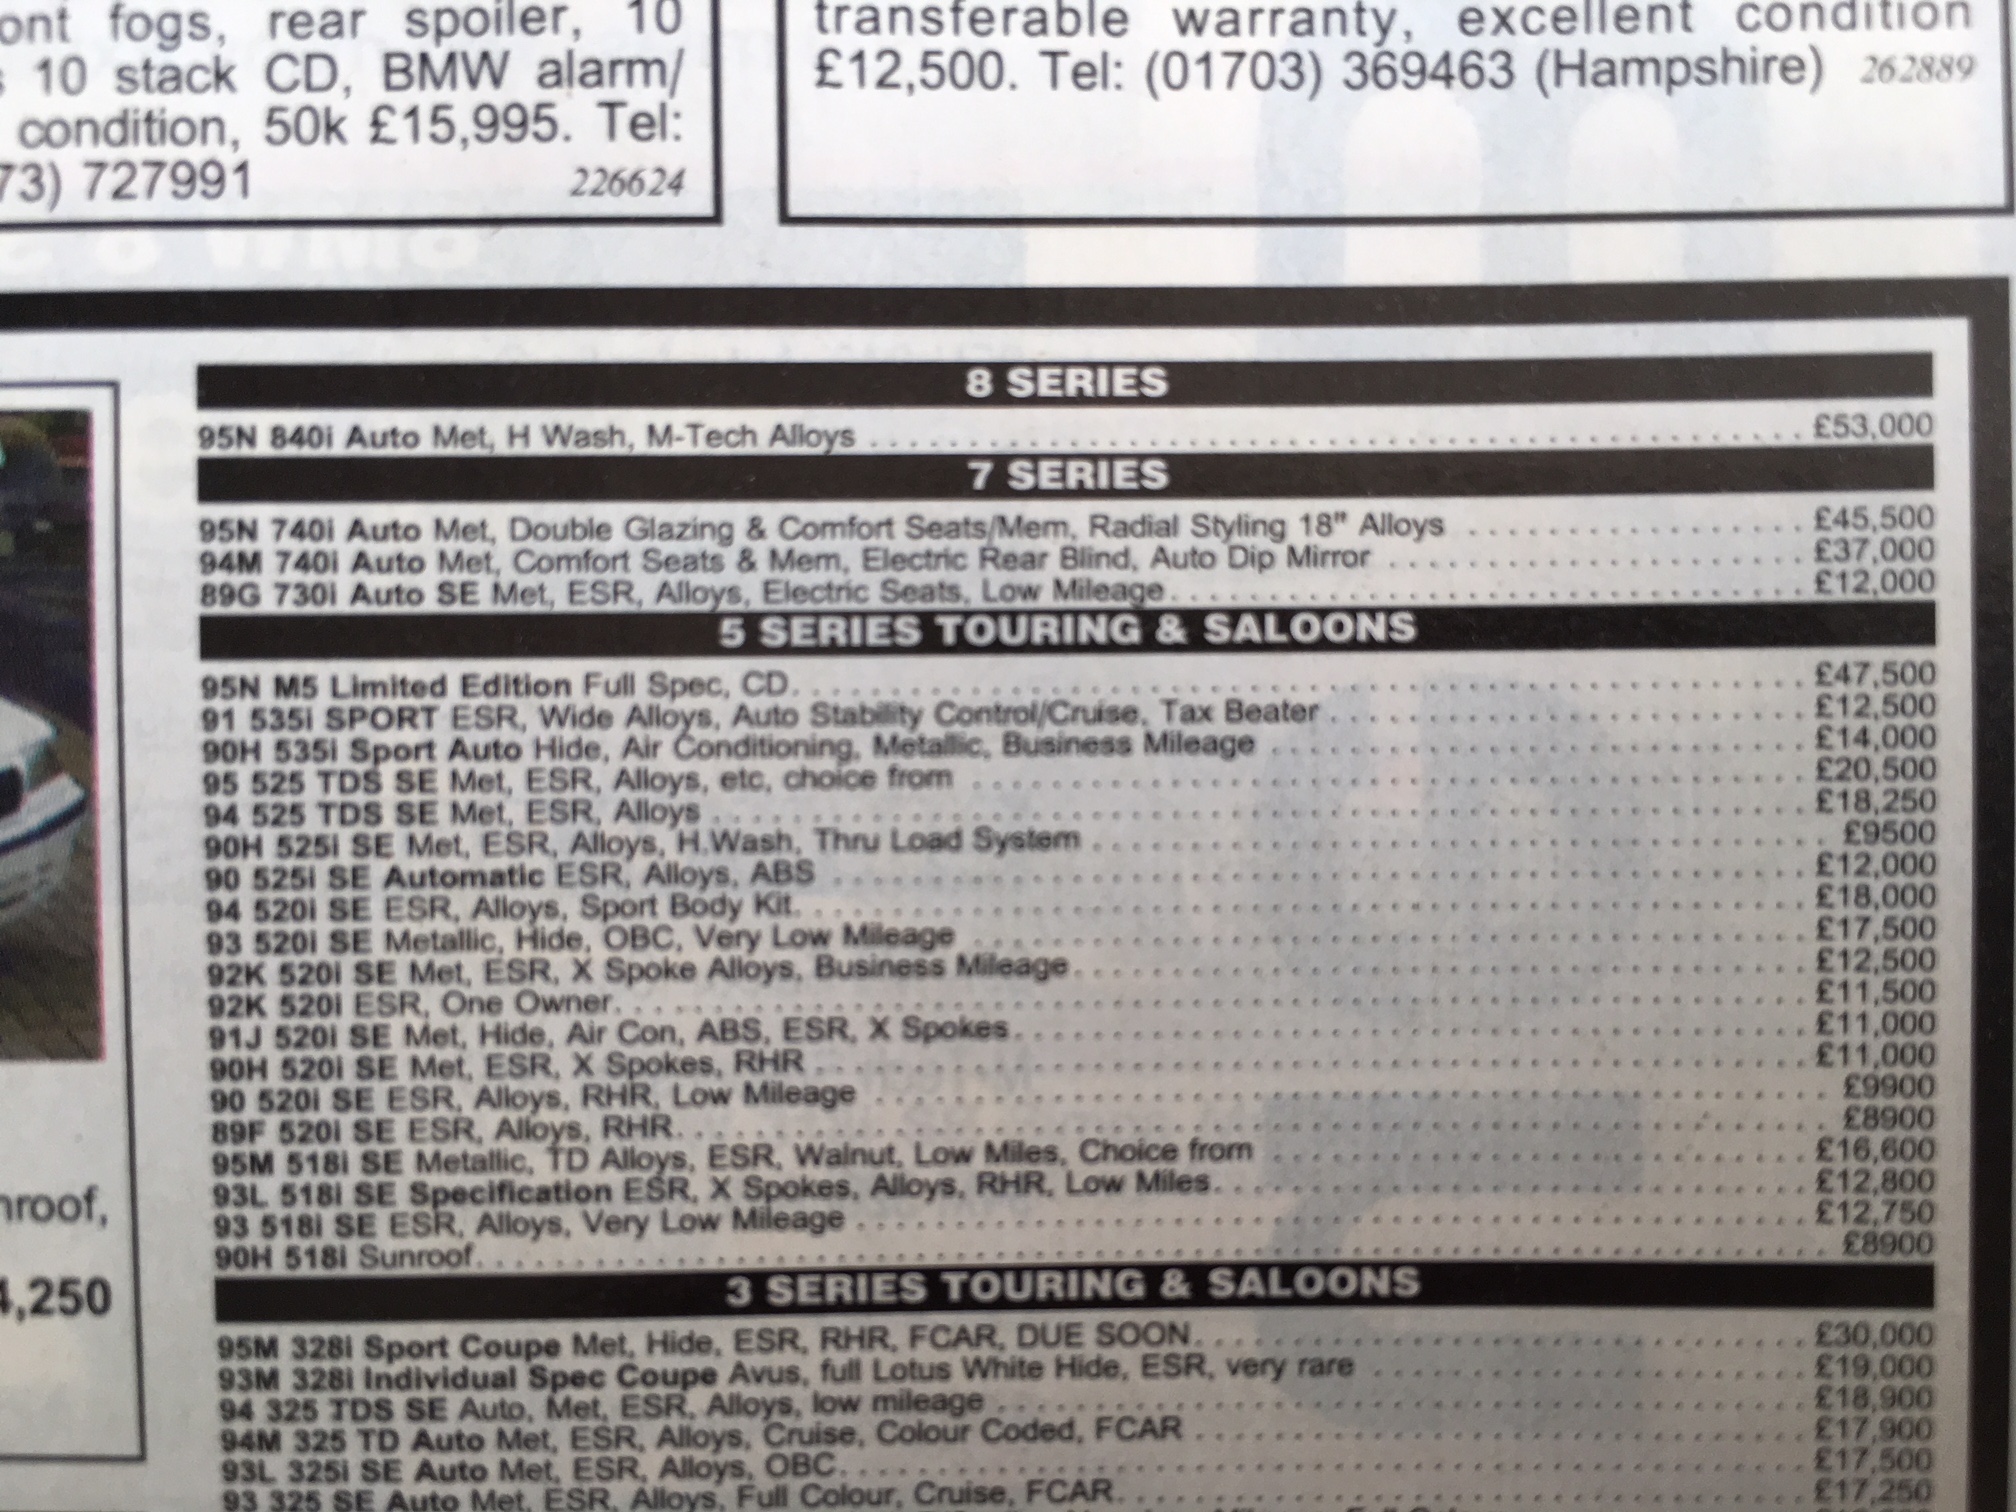 ont fogs, rear spoiler, 10
10 stack CD, BMW alarm/
condition, 50k £15,995. Tel:
73) 727991 226624
transferable warranty, excellent condition
£12,500. Tel: (01703) 369463 (Hampshire) 262889
nroof,
4,250
8 SERIES
95N 840i Auto Met, H Wash, M-Tech Alloys £53,000
7 SERIES
95N 740i Auto Met, Double Glazing & Comfort Seats/Mem, Radial Styling 18" Alloys £45,500
94M 740i Auto Met, Comfort Seats & Mem, Electric Rear Blind, Auto Dip Mirror £37,000
89G 730i Auto SE Met, ESR, Alloys, Electric Seats, Low Mileage £12,000
5 SERIES TOURING & SALOONS
95N M5 Limited Edition Full Spec, CD £47,500
91 535i SPORT ESR, Wide Alloys, Auto Stability Control/Cruise, Tax Beater £12,500
90H 535i Sport Auto Hide, Air Conditioning, Metallic, Business Mileage £14,000
95 525 TDS SE Met, ESR, Alloys, etc, choice from £20,500
94 525 TDS SE Met, ESR, Alloys £18,250
90H 525i SE Met, ESR, Alloys, H.Wash, Thru Load System £9500
90 525i SE Automatic ESR, Alloys, ABS £12,000
94 520i SE ESR, Alloys, Sport Body Kit £18,000
93 520i SE Metallic, Hide, OBC, Very Low Mileage £17,500
92K 520i SE Met, ESR, X Spoke Alloys, Business Mileage £12,500
92K 520i ESR, One Owner £11,500
91J 520i SE Met, Hide, Air Con, ABS, ESR, X Spokes £11,000
90H 520i SE Met, ESR, X Spokes, RHR £11,000
90 520i SE ESR, Alloys, RHR, Low Mileage £9900
89F 520i SE ESR, Alloys, RHR £8900
95M 518i SE Metallic, TD Alloys, ESR, Walnut, Low Miles, Choice from £16,600
93L 518i SE Specification ESR, X Spokes, Alloys, RHR, Low Miles £12,800
93 518i SE ESR, Alloys, Very Low Mileage £12,750
90H 518i Sunroof £8900
3 SERIES TOURING & SALOONS
95M 328i Sport Coupe Met, Hide, ESR, RHR, FCAR, DUE SOON £30,000
93M 328i Individual Spec Coupe Avus, full Lotus White Hide, ESR, very rare £19,000
94 325 TDS SE Auto, Met, ESR, Alloys, low mileage £18,900
94M 325 TD Auto Met, ESR, Alloys, Cruise, Colour Coded, FCAR £17,900
93L 325i SE Auto Met, ESR, Alloys, OBC £17,500
93 325 SE Auto Met, ESR, Alloys, Full Colour, Cruise, FCAR £17,250